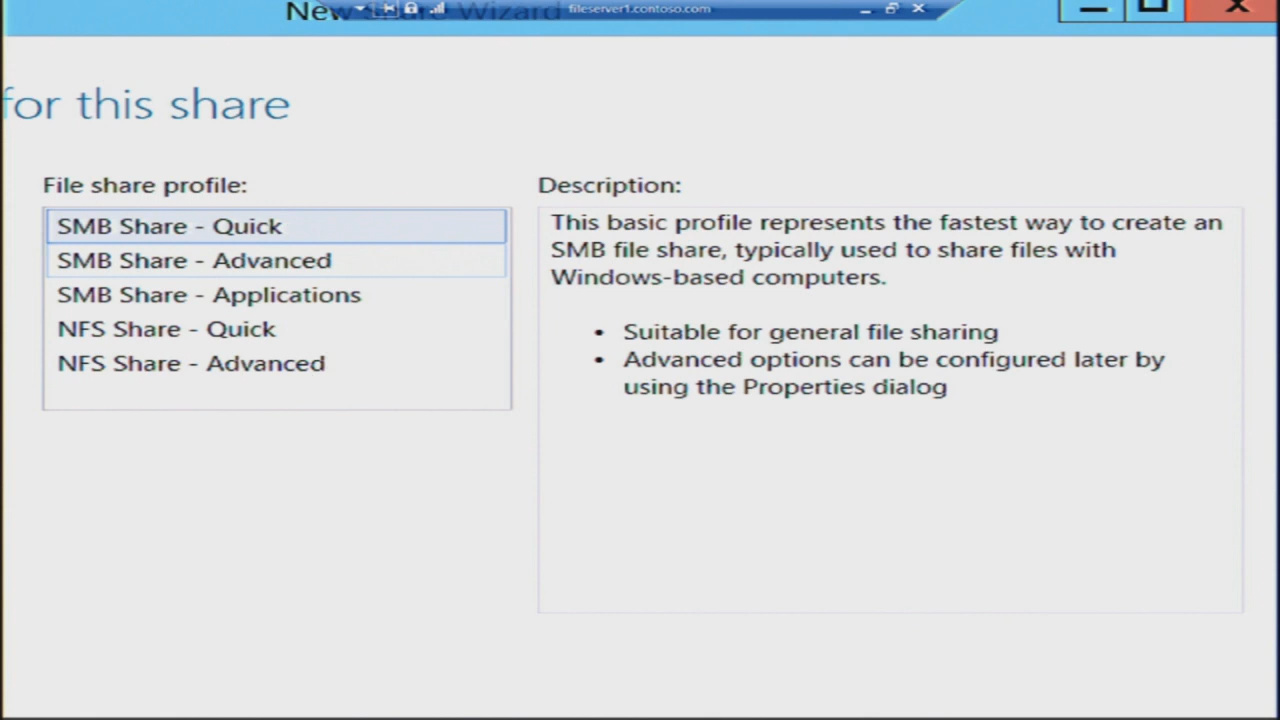 New Share Wizard
fileserver1.contoso.com
for this share
File share profile:
SMB Share - Quick
SMB Share - Advanced
SMB Share - Applications
NFS Share - Quick
NFS Share - Advanced
Description:
This basic profile represents the fastest way to create an
SMB file share, typically used to share files with
Windows-based computers.
• Suitable for general file sharing
• Advanced options can be configured later by
using the Properties dialog